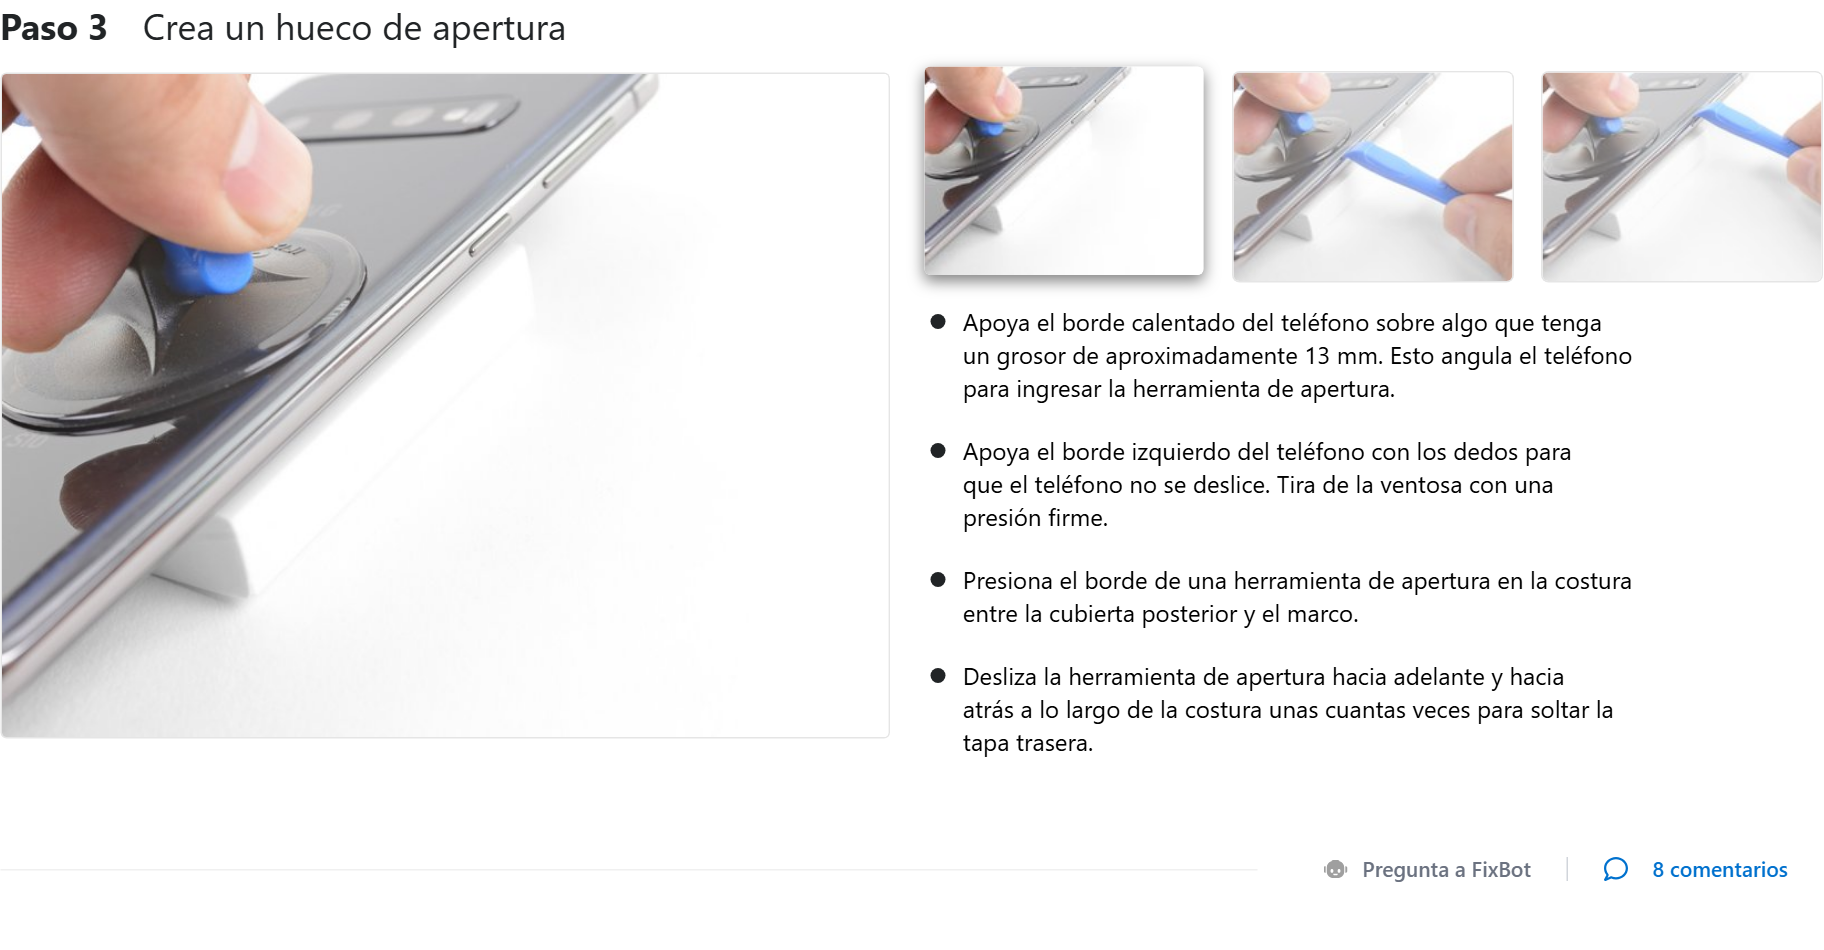 Paso 3 Crea un hueco de apertura
Apoya el borde calentado del teléfono sobre algo que tenga
un grosor de aproximadamente 13 mm. Esto angula el teléfono
para ingresar la herramienta de apertura.
Apoya el borde izquierdo del teléfono con los dedos para
que el teléfono no se deslice. Tira de la ventosa con una
presión firme.
Presiona el borde de una herramienta de apertura en la costura
entre la cubierta posterior y el marco.
Desliza la herramienta de apertura hacia adelante y hacia
atrás a lo largo de la costura unas cuantas veces para soltar la
tapa trasera.
Pregunta a FixBot
8 comentarios